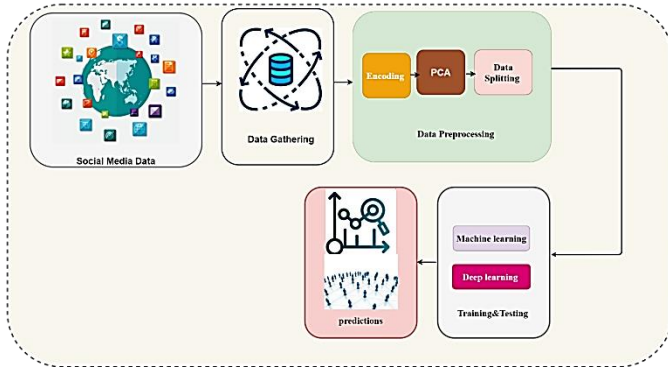 Social Media Data
Data Gathering
Encoding
PCA
Data
Splitting
Data Preprocessing
Machine learning
Deep learning
Training&Testing
predictions